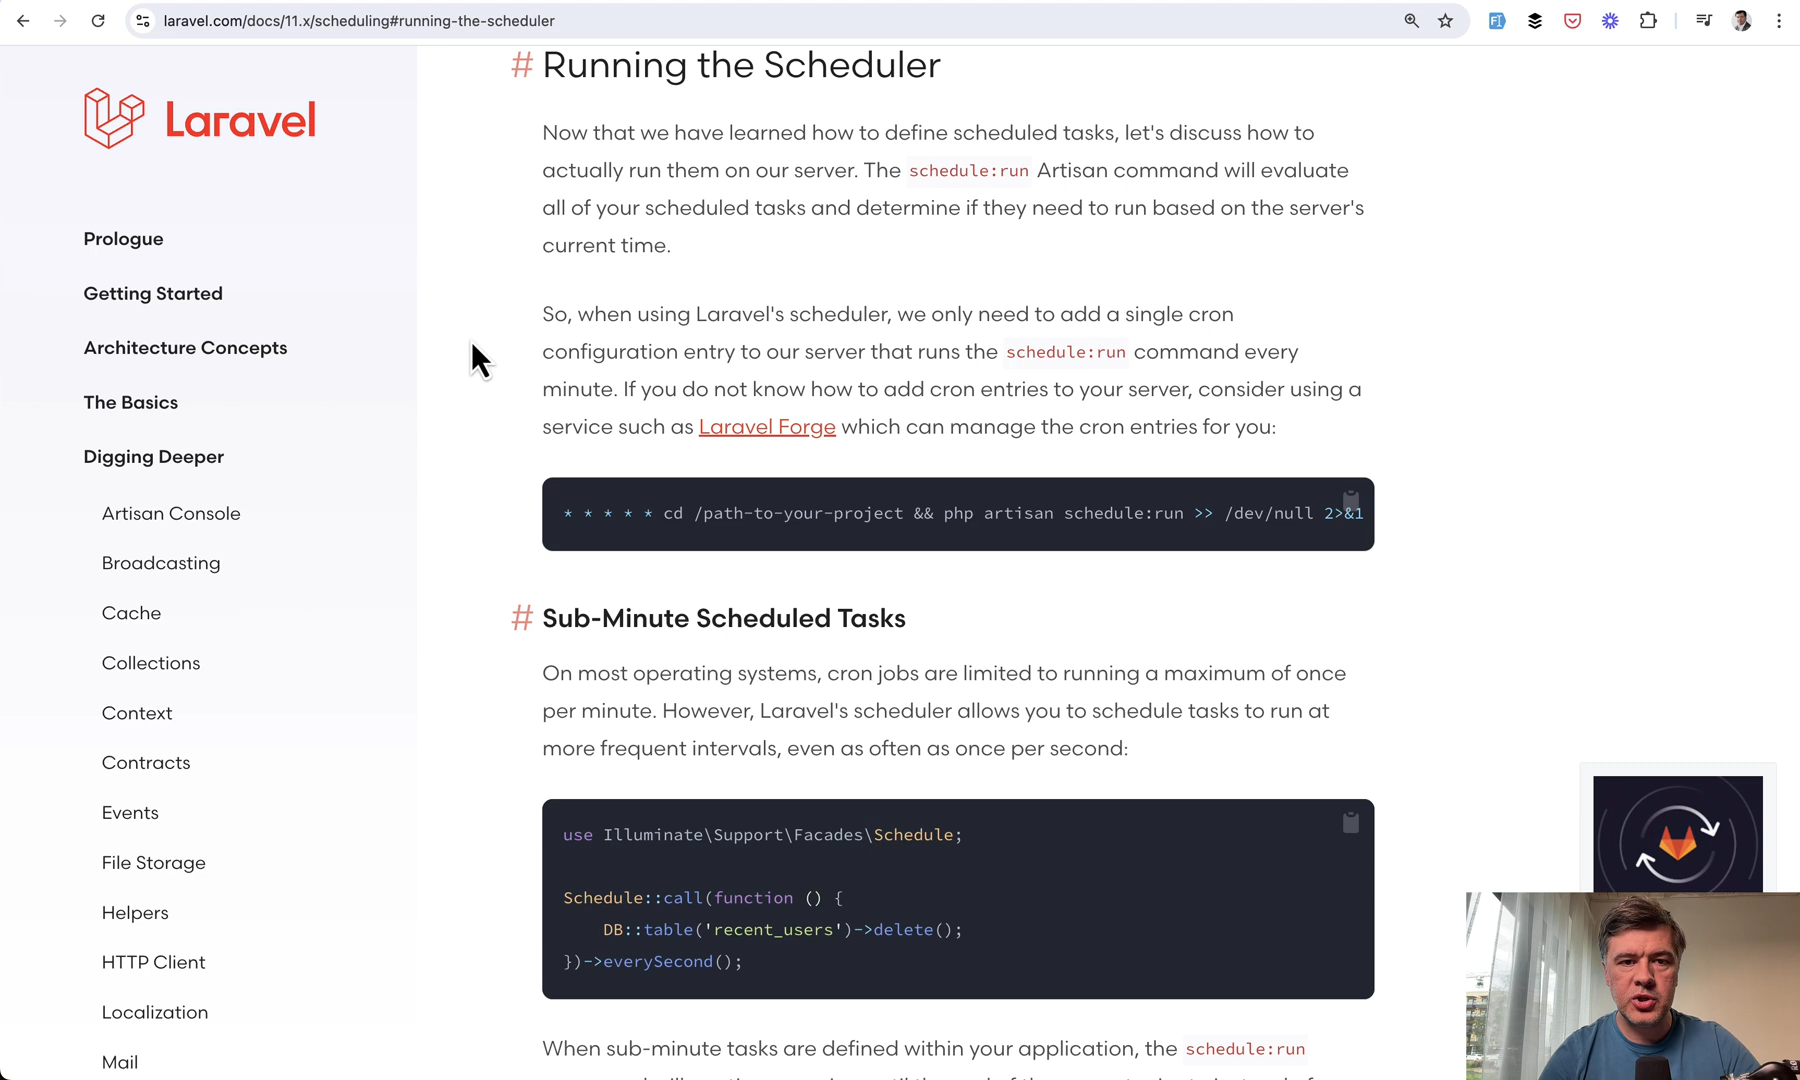 laravel.com/docs/11.x/scheduling#running-the-scheduler
Laravel
Prologue
Getting Started
Architecture Concepts
The Basics
Digging Deeper
Artisan Console
Broadcasting
Cache
Collections
Context
Contracts
Events
File Storage
Helpers
HTTP Client
Localization
Mail
# Running the Scheduler
Now that we have learned how to define scheduled tasks, let's discuss how to
actually run them on our server. The schedule:run Artisan command will evaluate
all of your scheduled tasks and determine if they need to run based on the server's
current time.
So, when using Laravel's scheduler, we only need to add a single cron
configuration entry to our server that runs the schedule:run command every
minute. If you do not know how to add cron entries to your server, consider using a
service such as Laravel Forge which can manage the cron entries for you:
* * * * * cd /path-to-your-project && php artisan schedule:run >> /dev/null 2>&1
# Sub-Minute Scheduled Tasks
On most operating systems, cron jobs are limited to running a maximum of once
per minute. However, Laravel's scheduler allows you to schedule tasks to run at
more frequent intervals, even as often as once per second:
use Illuminate\Support\Facades\Schedule;
Schedule::call(function () {
DB::table('recent_users')->delete();
})->everySecond();
When sub-minute tasks are defined within your application, the schedule:run